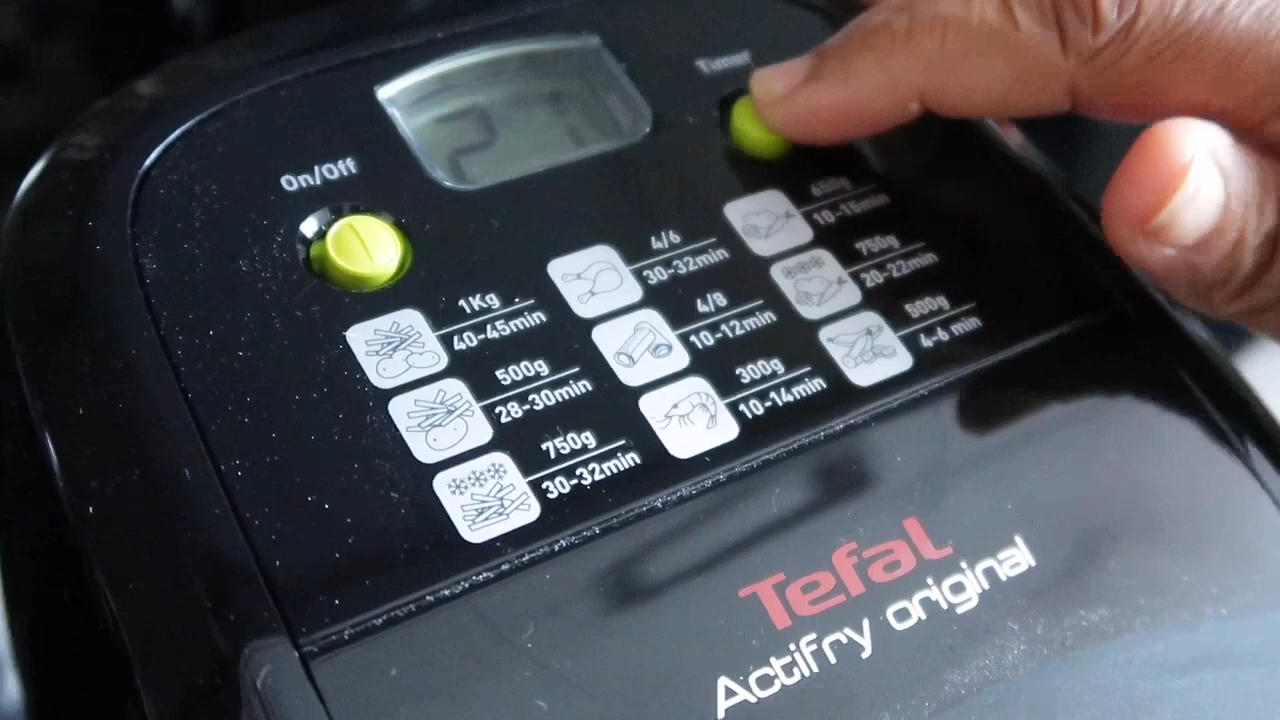 Timer
On/Off
1Kg
40-45min
500g
28-30min
750g
30-32min
4/6
30-32min
4/8
10-12min
300g
10-14min
450g
10-15min
750g
20-22min
500g
4-6 min
Tefal
Actifry original